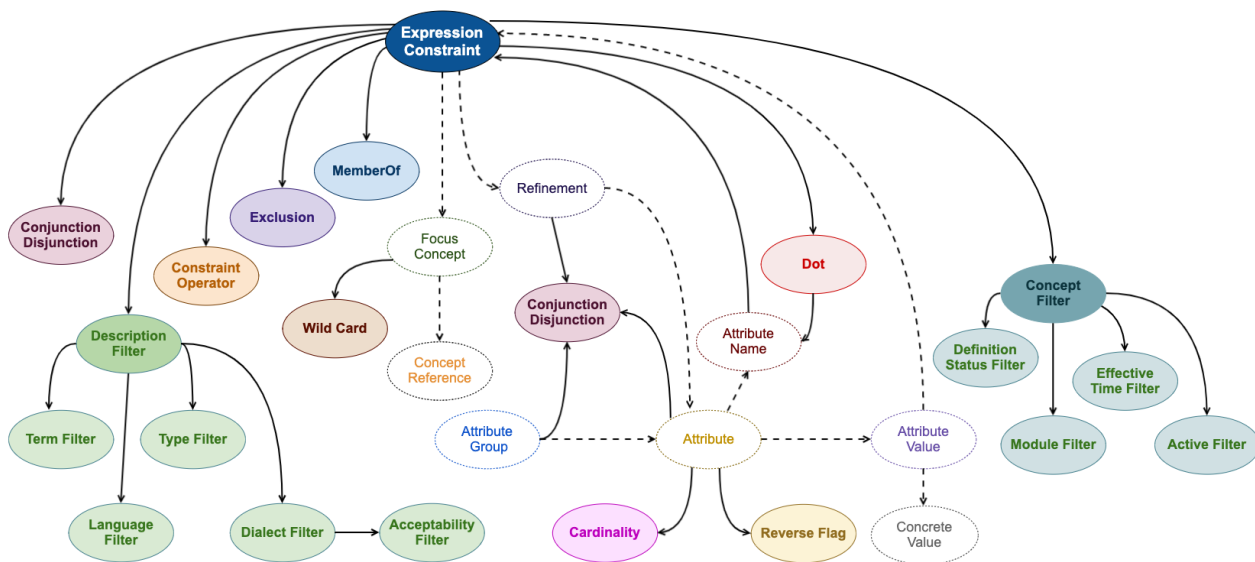 Expression
Constraint
MemberOf
Refinement
Exclusion
Conjunction
Disjunction
Focus
Concept
Dot
Constraint
Operator
Concept
Filter
Conjunction
Disjunction
Wild Card
Attribute
Name
Description
Filter
Definition
Status Filter
Concept
Reference
Effective
Time Filter
Term Filter
Type Filter
Attribute
Group
Attribute
Attribute
Value
Module Filter
Active Filter
Language
Filter
Dialect Filter
Acceptability
Filter
Cardinality
Reverse Flag
Concrete
Value